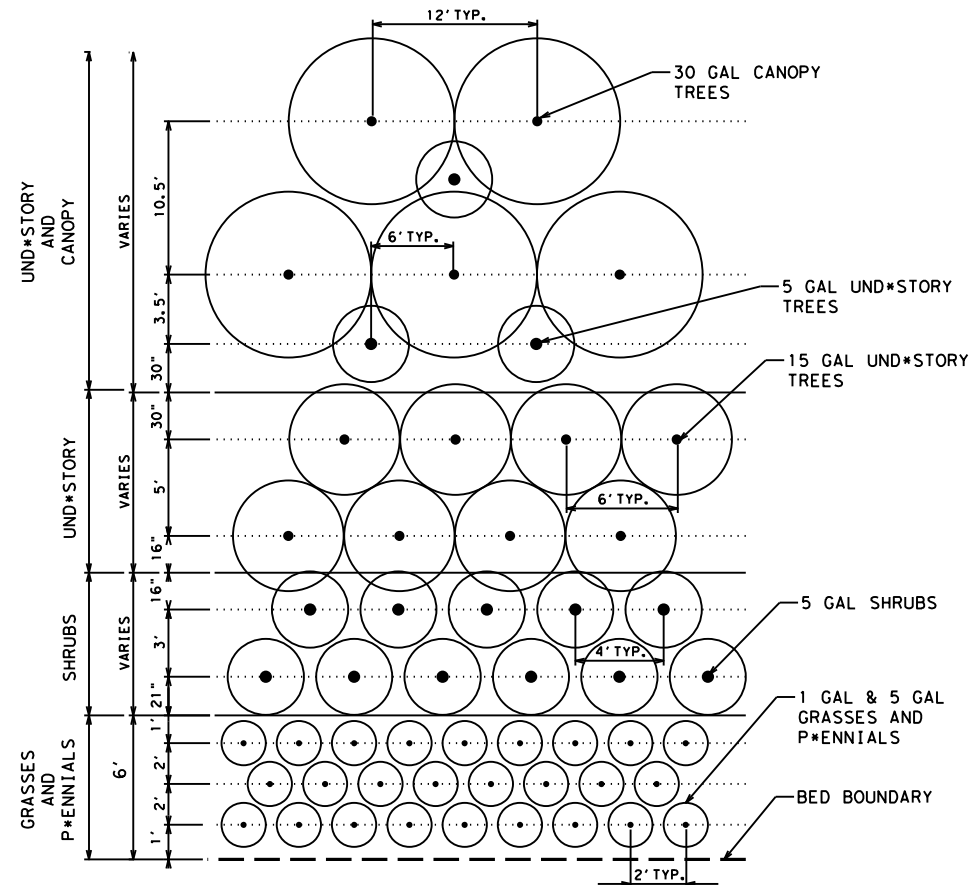 12' TYP.
30 GAL CANOPY
TREES
UND*STORY
AND
CANOPY
VARIES
10.5'
6' TYP.
3.5'
5 GAL UND*STORY
TREES
30"
15 GAL UND*STORY
TREES
UND*STORY
VARIES
30"
5'
6' TYP.
16"
SHRUBS
VARIES
16"
3'
4' TYP.
5 GAL SHRUBS
21"
GRASSES
AND
P*ENNIALS
6'
1'
2'
2'
1'
1 GAL & 5 GAL
GRASSES AND
P*ENNIALS
BED BOUNDARY
2' TYP.